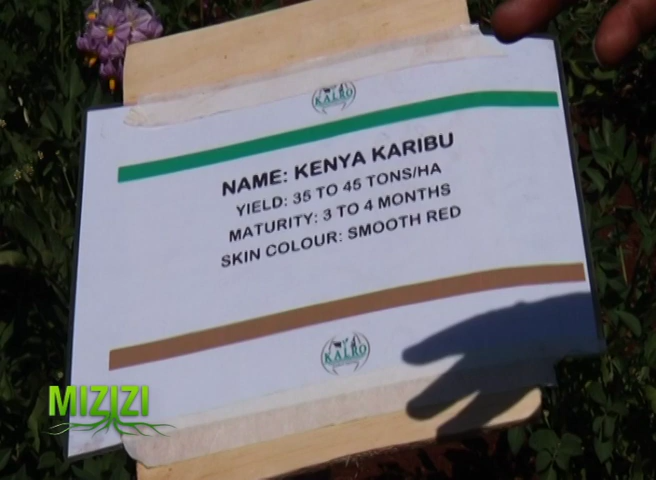 KALRO
NAME: KENYA KARIBU
YIELD: 35 TO 45 TONS/HA
MATURITY: 3 TO 4 MONTHS
SKIN COLOUR: SMOOTH RED
KALRO
MIZIZI